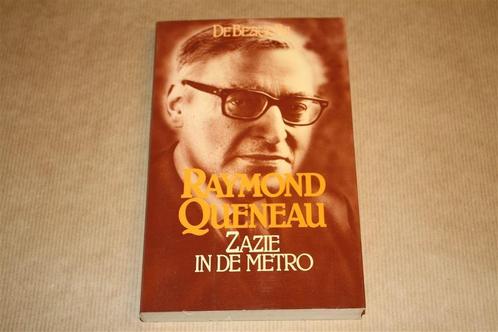 RAYMOND
QUENEAU
ZAZIE
IN DE METRO